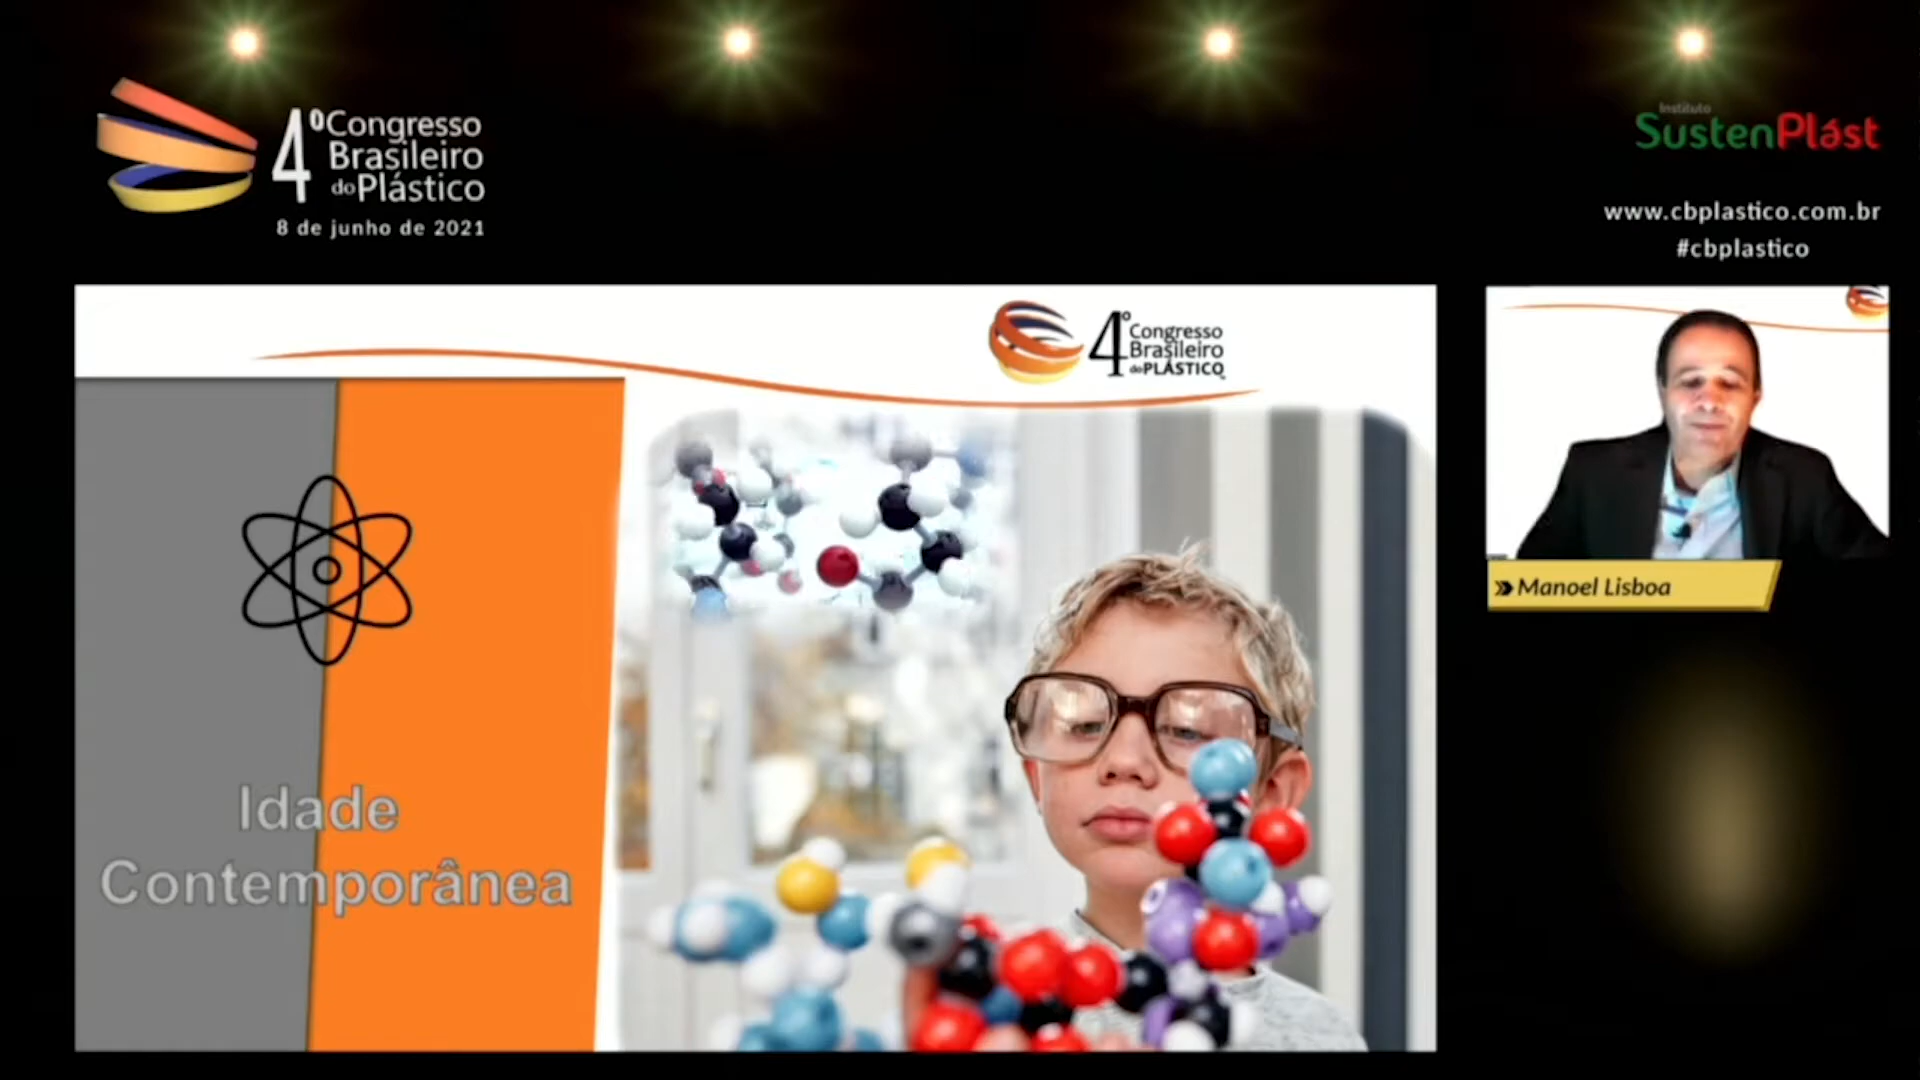 4º Congresso
Brasileiro
do Plástico
8 de junho de 2021
Instituto
SustenPlást
www.cbplastico.com.br
#cbplastico
4º Congresso
Brasileiro
do PLÁSTICO
Idade
Contemporânea
Manoel Lisboa